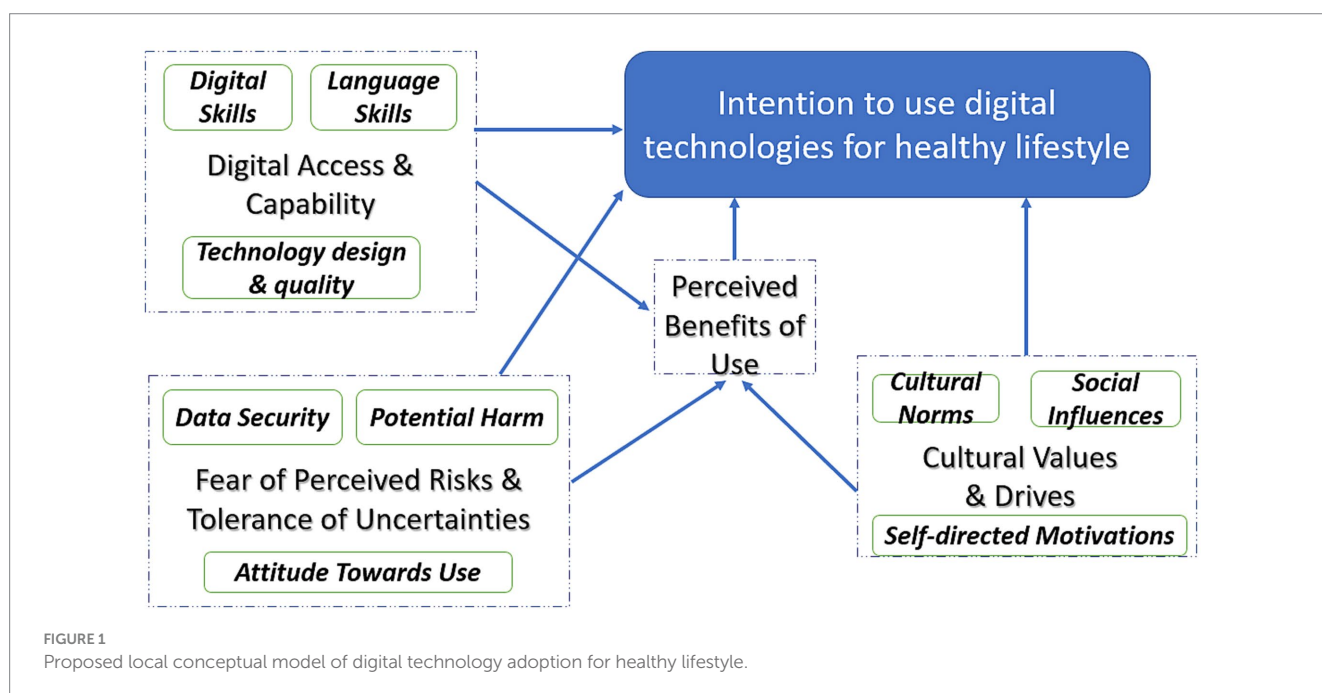 Digital
Skills
Language
Skills
Digital Access &
Capability
Technology design
& quality
Intention to use digital
technologies for healthy lifestyle
Perceived
Benefits of
Use
Data Security
Potential Harm
Fear of Perceived Risks &
Tolerance of Uncertainties
Attitude Towards Use
Cultural
Norms
Social
Influences
Cultural Values
& Drives
Self-directed Motivations
FIGURE 1
Proposed local conceptual model of digital technology adoption for healthy lifestyle.